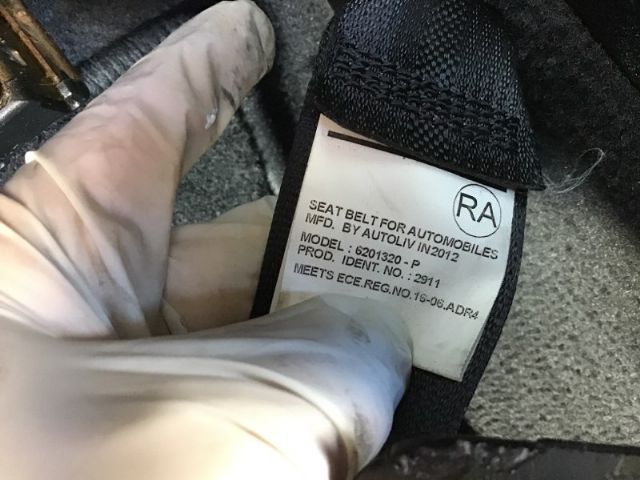 RA
SEAT BELT FOR AUTOMOBILES
MFD. BY AUTOLIV IN 2012
MODEL : 6201320 - P
PROD. IDENT. NO. : 2911
MEETS ECE.REG.NO.16-06.ADR4